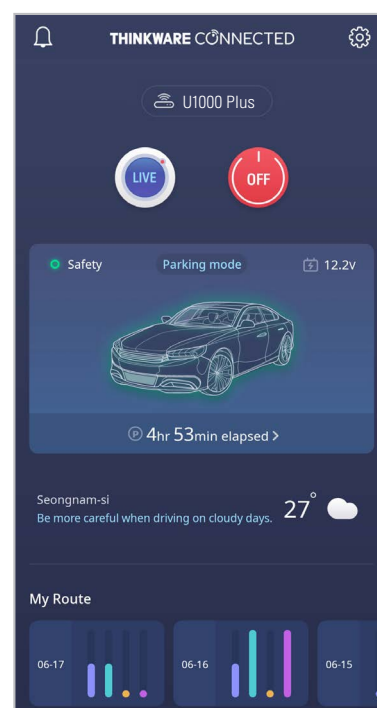 THINKWARE CONNECTED
U1000 Plus
LIVE
OFF
Safety
Parking mode
12.2v
P 4hr 53min elapsed >
Seongnam-si
Be more careful when driving on cloudy days.
27°
My Route
06-17
06-16
06-15